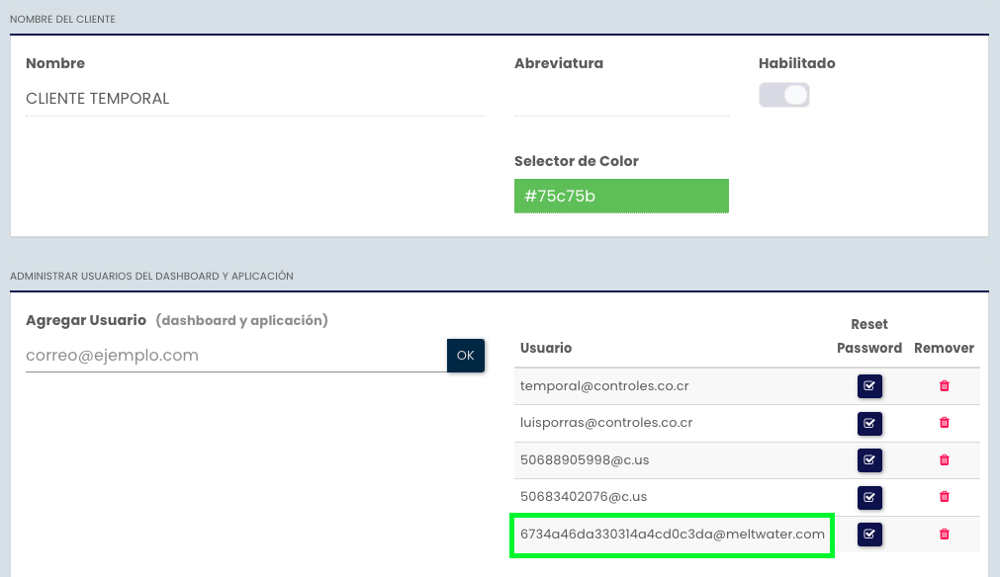 NOMBRE DEL CLIENTE
Nombre
Abreviatura
Habilitado
CLIENTE TEMPORAL
Selector de Color
#75c75b
ADMINISTRAR USUARIOS DEL DASHBOARD Y APLICACIÓN
Agregar Usuario (dashboard y aplicación)
correo@ejemplo.com
OK
Usuario
Reset
Password
Remover
temporal@controles.co.cr
luisporras@controles.co.cr
50688905998@c.us
50683402076@c.us
6734a46da330314a4cd0c3da@meltwater.com